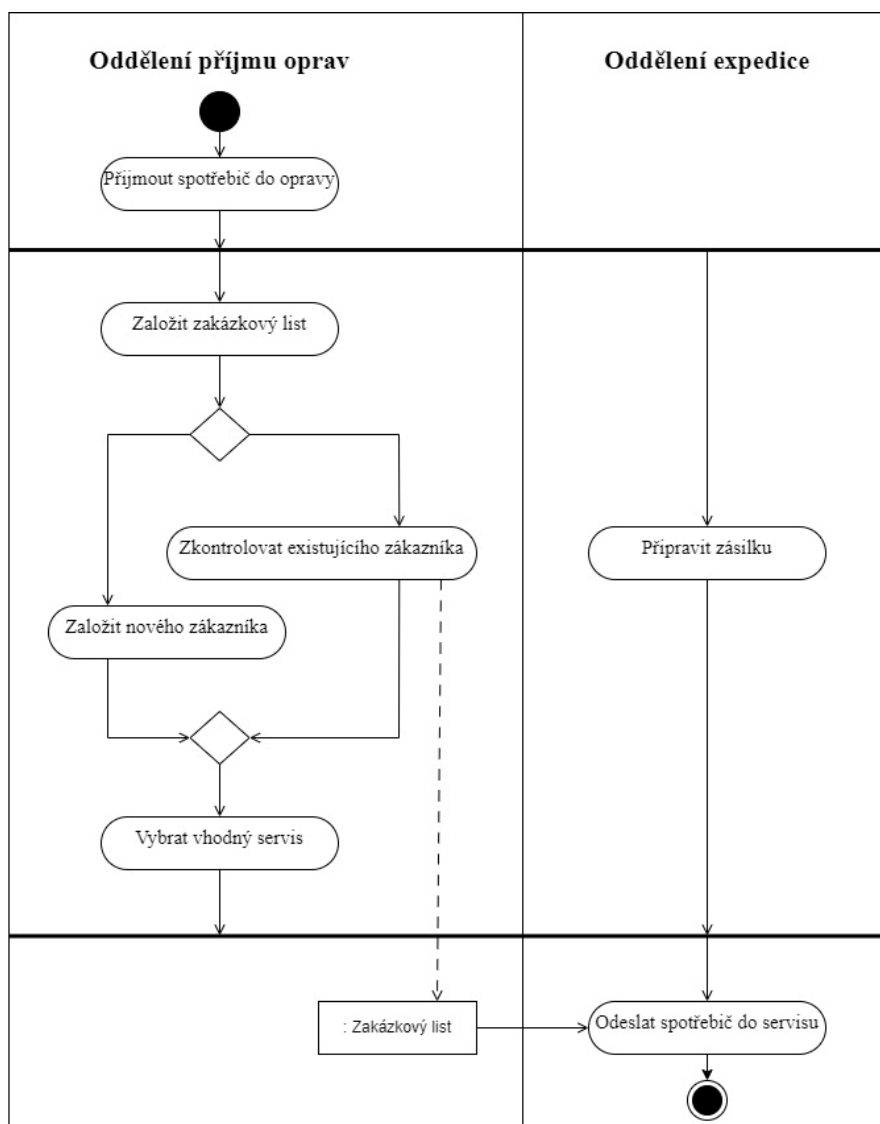 Oddělení příjmu oprav
Oddělení expedice
Přijmout spotřebič do opravy
Založit zakázkový list
Zkontrolovat existujícího zákazníka
Připravit zásilku
Založit nového zákazníka
Vybrat vhodný servis
: Zakázkový list
Odeslat spotřebič do servisu